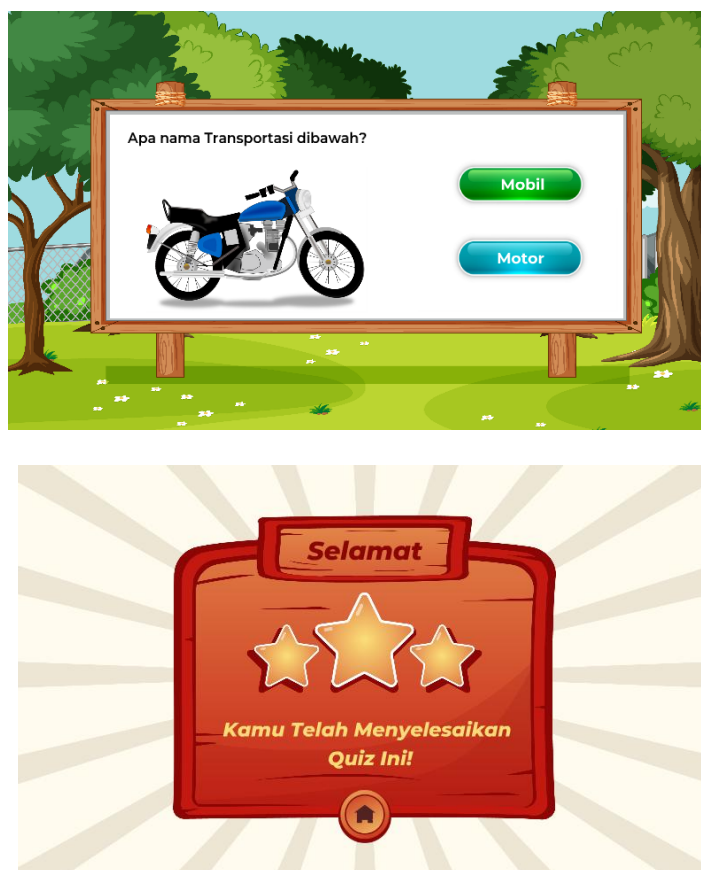 Apa nama Transportasi dibawah?
Mobil
Motor
Selamat
Kamu Telah Menyelesaikan
Quiz Ini!